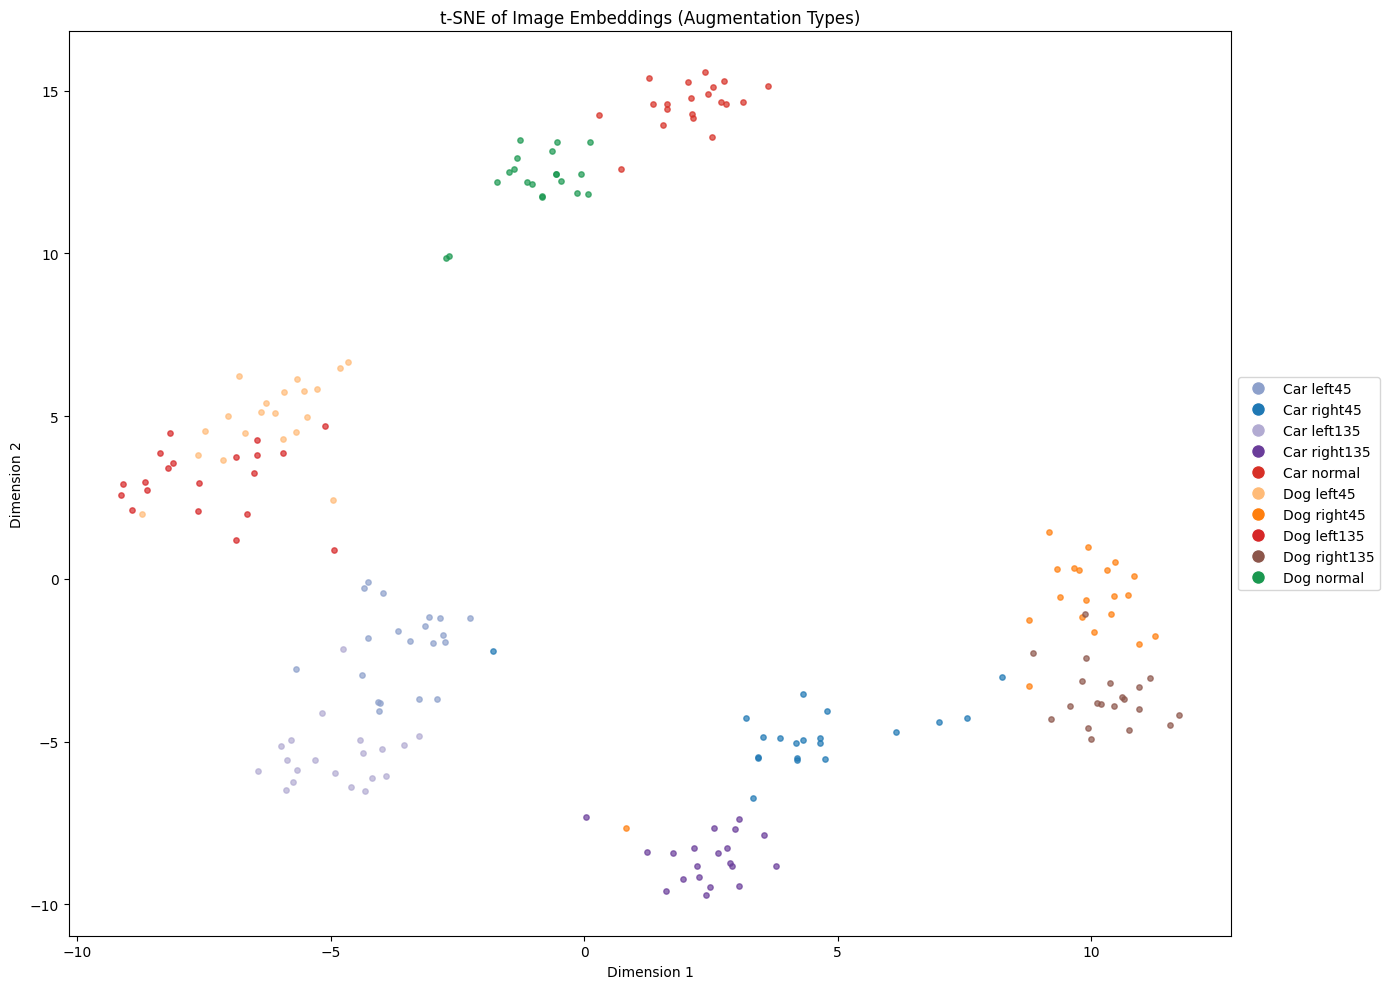 t-SNE of Image Embeddings (Augmentation Types)
15
10
5
0
−5
−10
Dimension 2
−10
−5
0
5
10
Dimension 1
Car left45
Car right45
Car left135
Car right135
Car normal
Dog left45
Dog right45
Dog left135
Dog right135
Dog normal